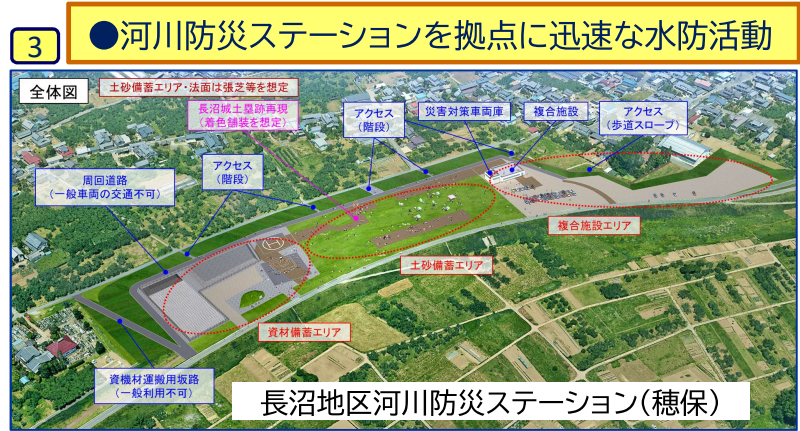 3
●河川防災ステーションを拠点に迅速な水防活動
全体図
土砂備蓄エリア・法面は張芝等を想定
長沼城土塁跡再現
(着色舗装を想定)
アクセス
(階段)
災害対策車両庫
複合施設
アクセス
(歩道スロープ)
周回道路
(一般車両の交通不可)
アクセス
(階段)
複合施設エリア
土砂備蓄エリア
資材備蓄エリア
資機材運搬用坂路
(一般利用不可)
長沼地区河川防災ステーション(穂保)